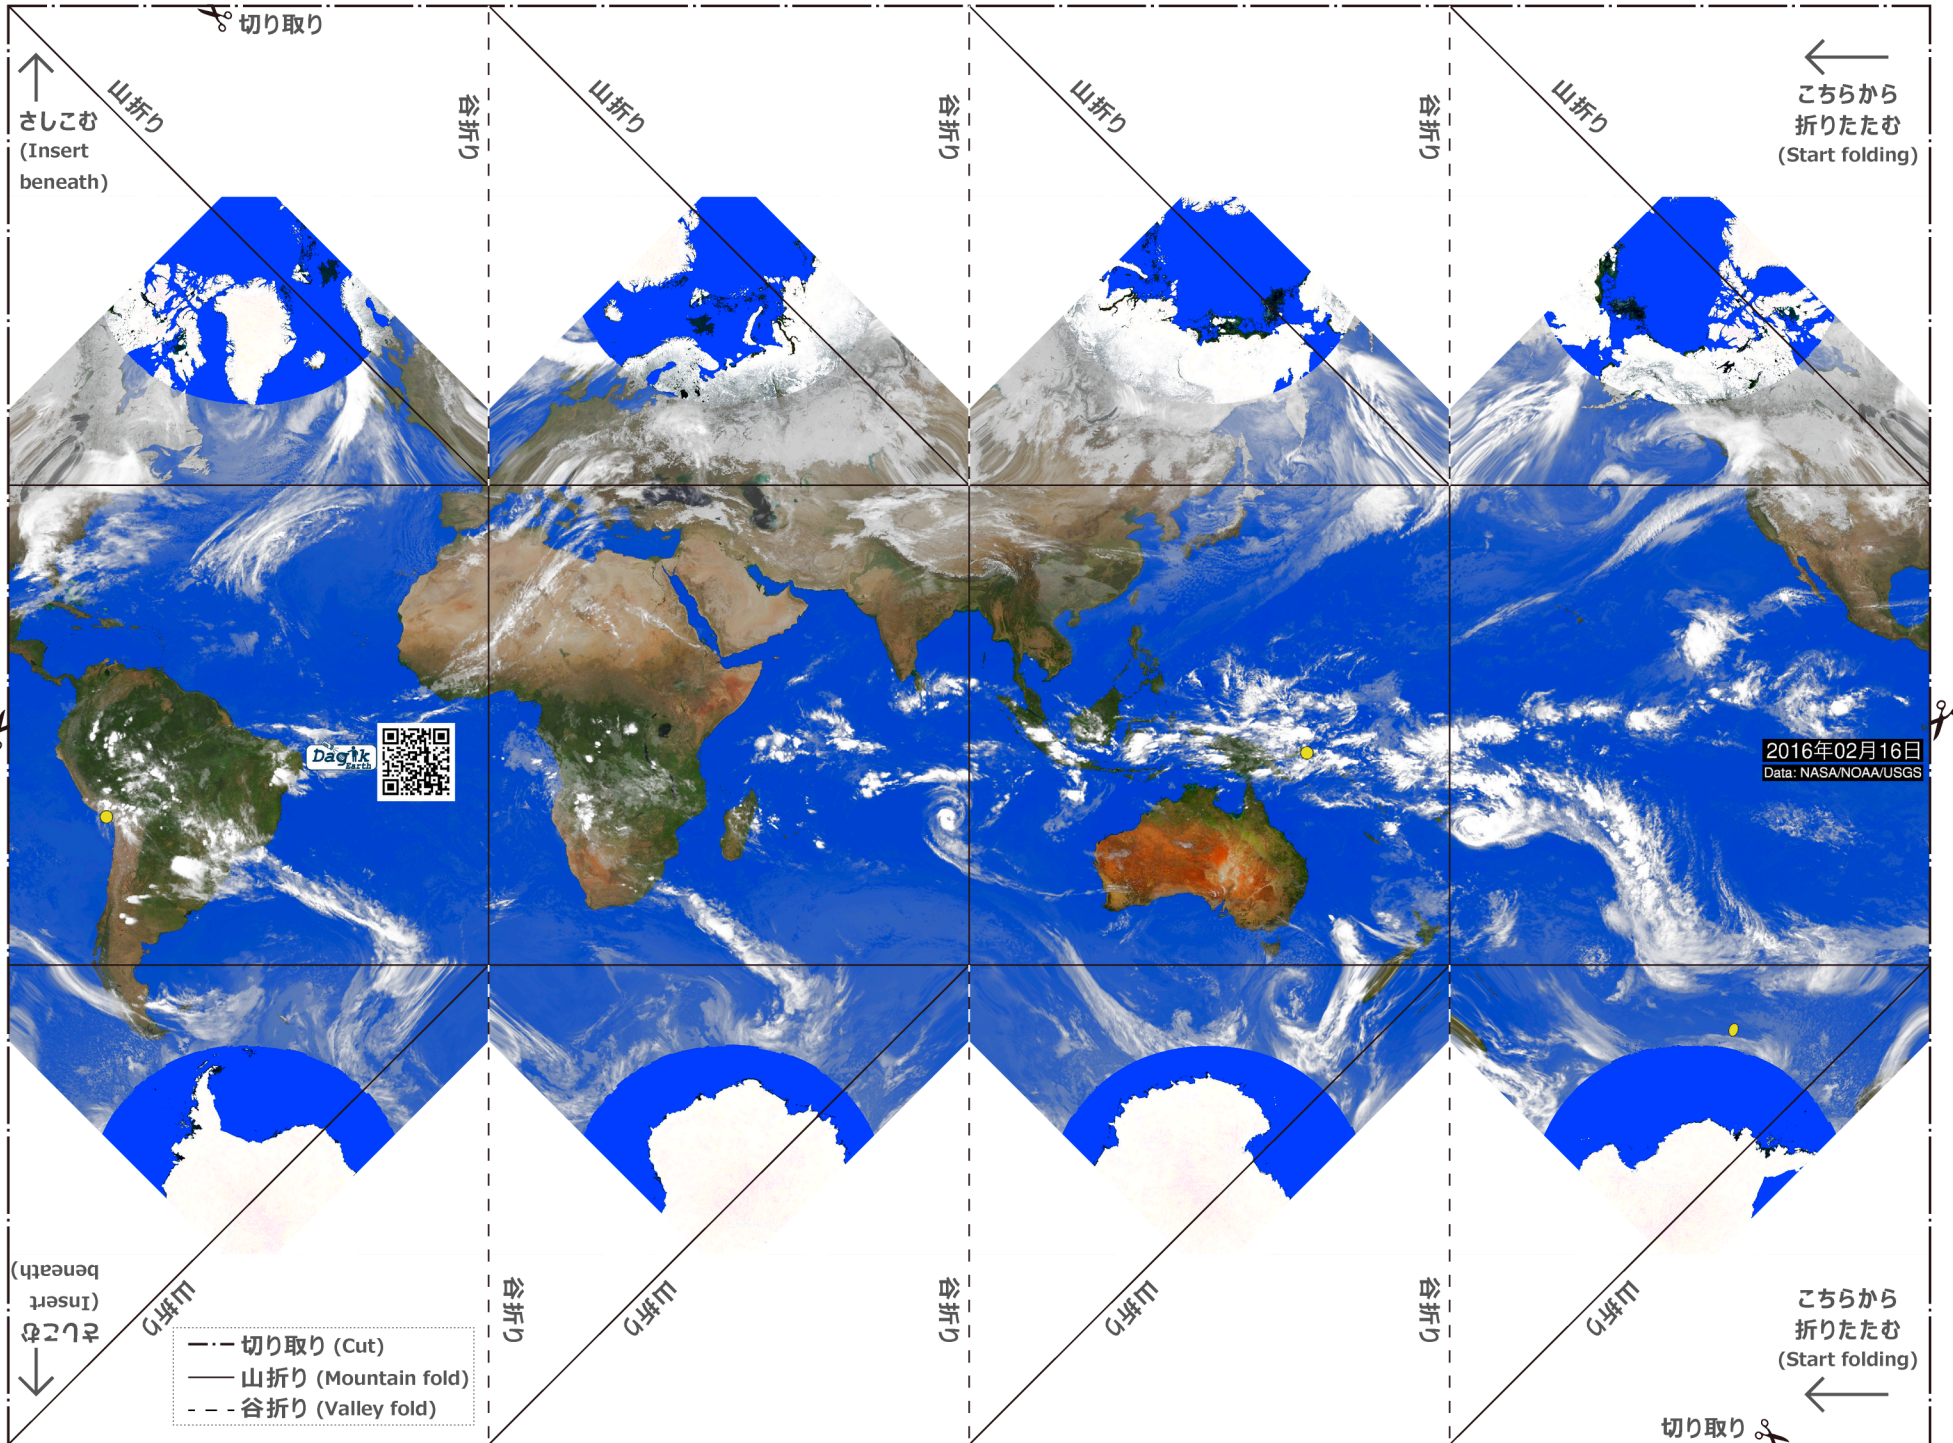 切り取り
さしこむ
(Insert
beneath)
山折り
谷折り
山折り
谷折り
山折り
谷折り
山折り
こちらから
折りたたむ
(Start folding)
Dagik
Earth
2016年02月16日
Data: NASA/NOAA/USGS
さしこむ
(Insert
beneath)
山折り
谷折り
山折り
谷折り
山折り
谷折り
山折り
こちらから
折りたたむ
(Start folding)
切り取り (Cut)
山折り (Mountain fold)
谷折り (Valley fold)
切り取り